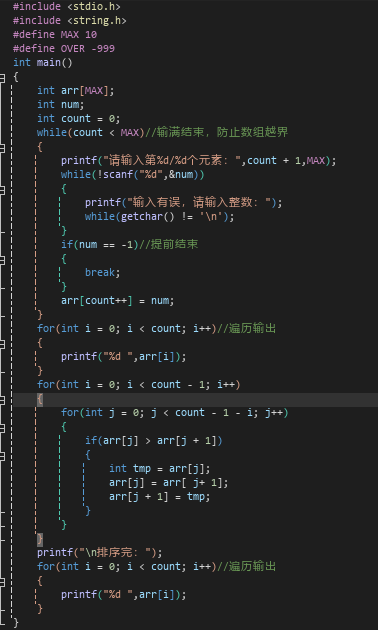 #include <stdio.h>
#include <string.h>
#define MAX 10
#define OVER -999
int main()
{
    int arr[MAX];
    int num;
    int count = 0;
    while(count < MAX)//输满结束，防止数组越界
    {
        printf("请输入第%d/%d个元素：",count + 1,MAX);
        while(!scanf("%d",&num))
        {
            printf("输入有误，请输入整数：");
            while(getchar() != '\n');
        }
        if(num == -1)//提前结束
        {
            break;
        }
        arr[count++] = num;
    }
    for(int i = 0; i < count; i++)//遍历输出
    {
        printf("%d ",arr[i]);
    }
    for(int i = 0; i < count - 1; i++)
    {
        for(int j = 0; j < count - 1 - i; j++)
        {
            if(arr[j] > arr[j + 1])
            {
                int tmp = arr[j];
                arr[j] = arr[ j+ 1];
                arr[j + 1] = tmp;
            }
        }
    }
    printf("\n排序完：");
    for(int i = 0; i < count; i++)//遍历输出
    {
        printf("%d ",arr[i]);
    }
}